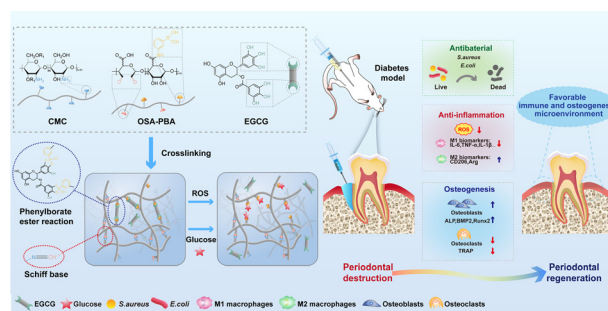 CMC
OSA-PBA
EGCG
Crosslinking
Phenylborate
ester reaction
Schiff base
ROS
Glucose
Diabetes
model
Antibaterial
S.aureus
E.coli
Live
Dead
Anti-inflammation
ROS
M1 biomarkers:
IL-6,TNF-α,IL-1β
M2 biomarkers:
CD206,Arg
Osteogenesis
Osteoblasts
ALP,BMP2,Runx2
Osteoclasts
TRAP
Favorable
immune and osteogenesis
microenvironment
Periodontal
destruction
Periodontal
regeneration
EGCG
Glucose
S.aureus
E.coli
M1 macrophages
M2 macrophages
Osteoblasts
Osteoclasts